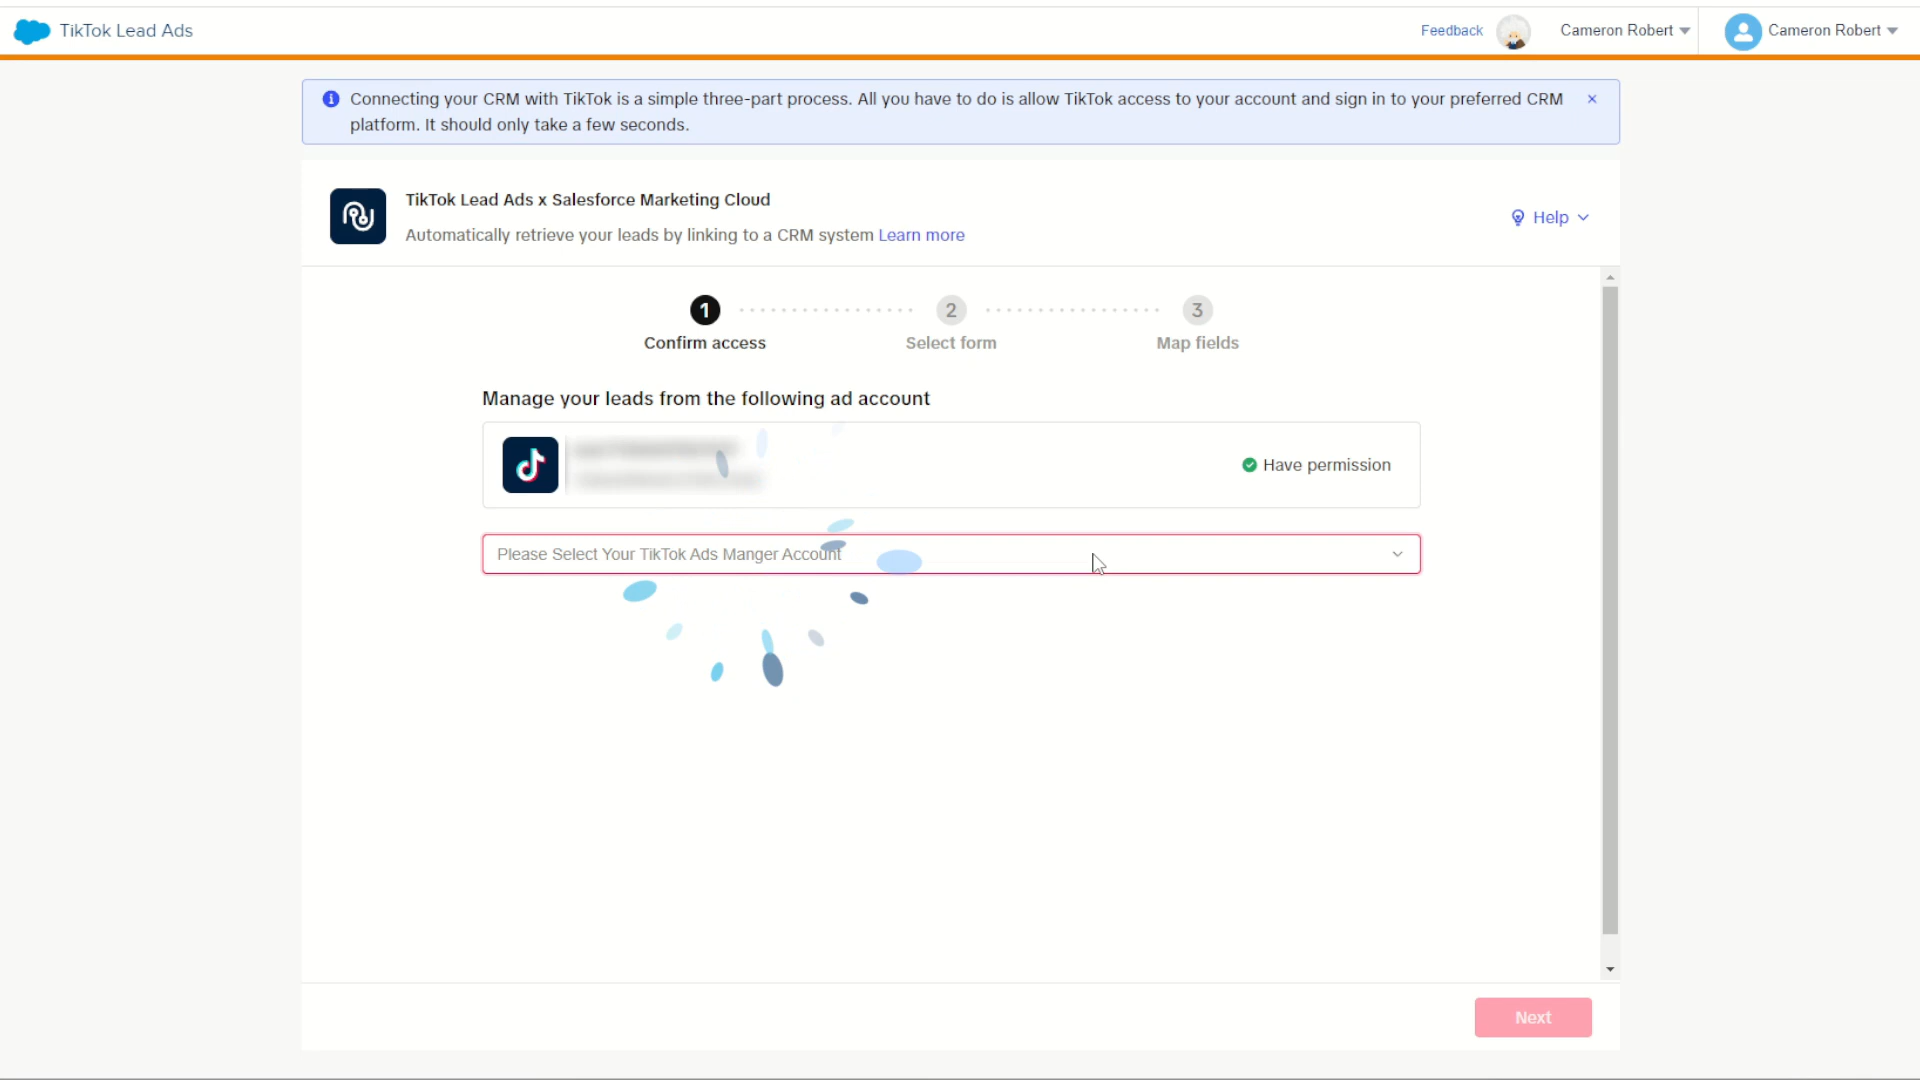 TikTok Lead Ads
Feedback
Cameron Robert
Cameron Robert
Connecting your CRM with TikTok is a simple three-part process. All you have to do is allow TikTok access to your account and sign in to your preferred CRM
platform. It should only take a few seconds.
TikTok Lead Ads x Salesforce Marketing Cloud
Automatically retrieve your leads by linking to a CRM system Learn more
Help
1
2
3
Confirm access
Select form
Map fields
Manage your leads from the following ad account
Have permission
Please Select Your TikTok Ads Manger Account
Next